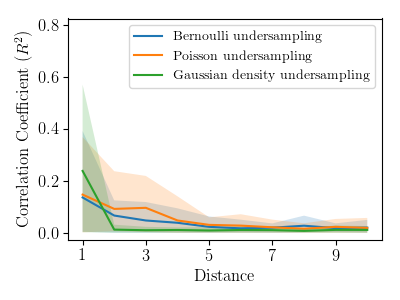 Correlation Coefficient (R²)
0.8
0.6
0.4
0.2
0.0
Bernoulli undersampling
Poisson undersampling
Gaussian density undersampling
1
3
5
7
9
Distance